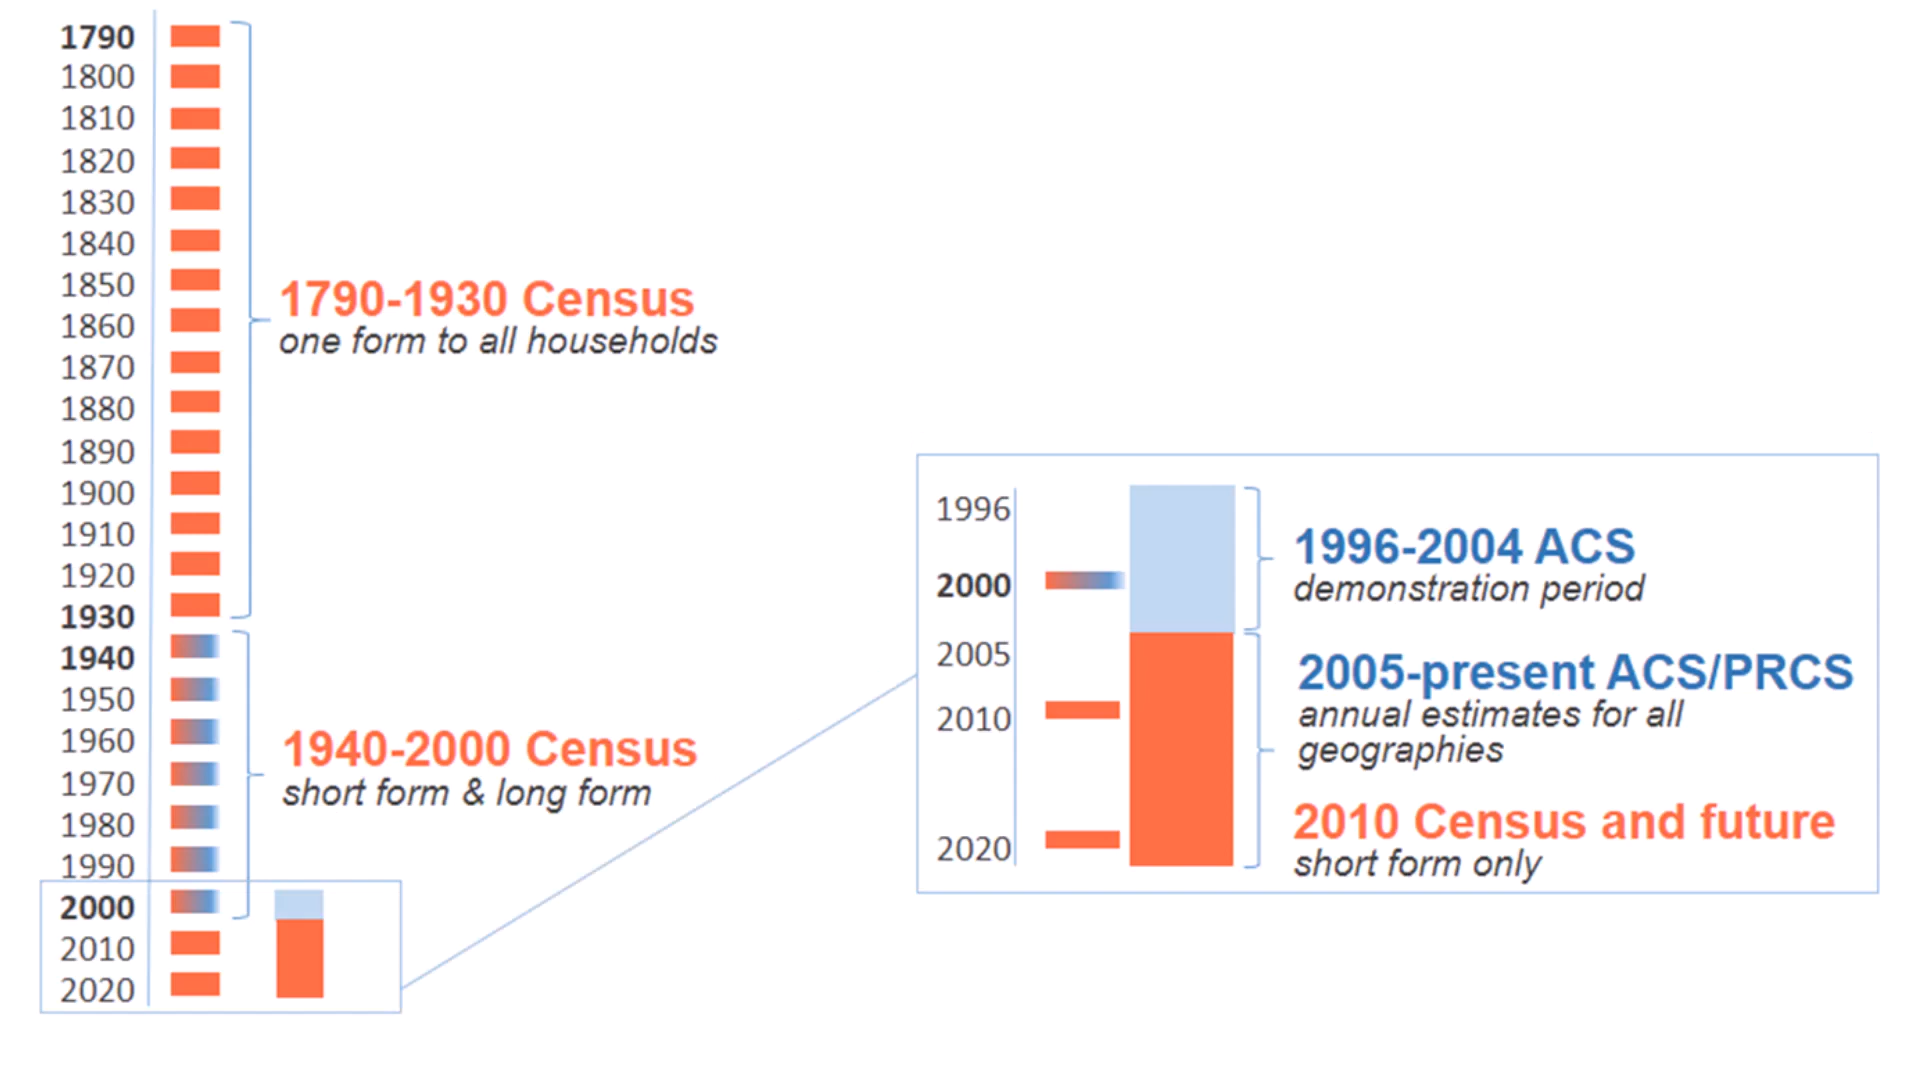 1790
1800
1810
1820
1830
1840
1850
1860
1870
1880
1890
1900
1910
1920
1930
1940
1950
1960
1970
1980
1990
2000
2010
2020
1790-1930 Census
one form to all households
1940-2000 Census
short form & long form
1996
2000
2005
2010
2020
1996-2004 ACS
demonstration period
2005-present ACS/PRCS
annual estimates for all
geographies
2010 Census and future
short form only